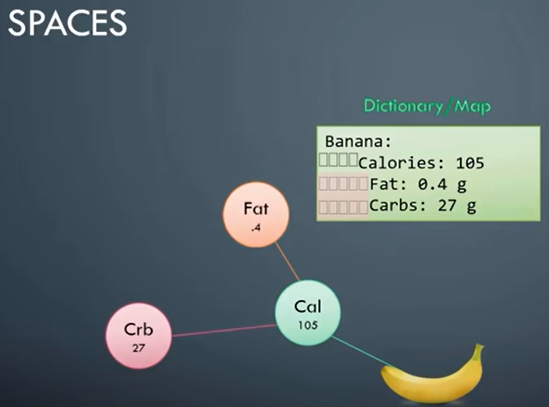 SPACES
Dictionary/Map
Banana:
Calories: 105
Fat: 0.4 g
Carbs: 27 g
Fat
.4
Cal
105
Crb
27